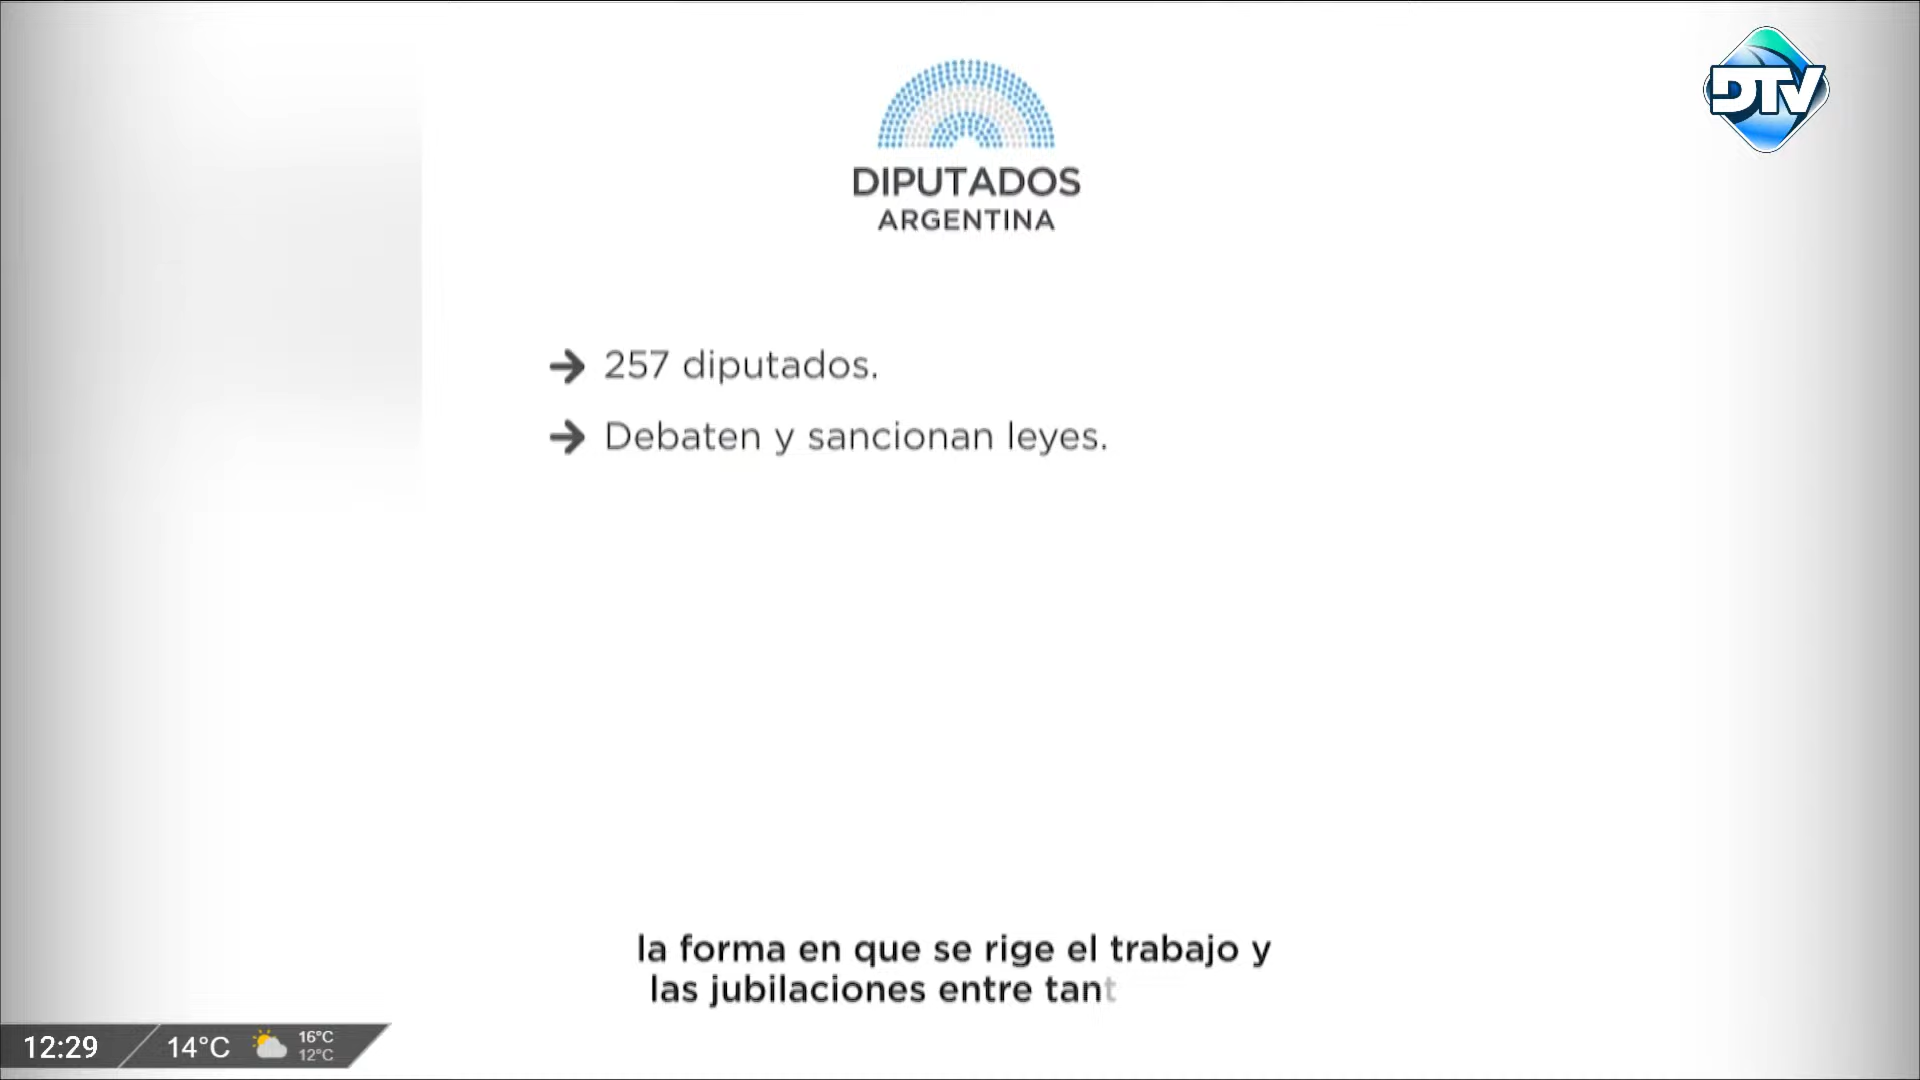 DTV
DIPUTADOS
ARGENTINA
→ 257 diputados.
→ Debaten y sancionan leyes.
la forma en que se rige el trabajo y
las jubilaciones entre tant
12:29
14°C
16°C
12°C